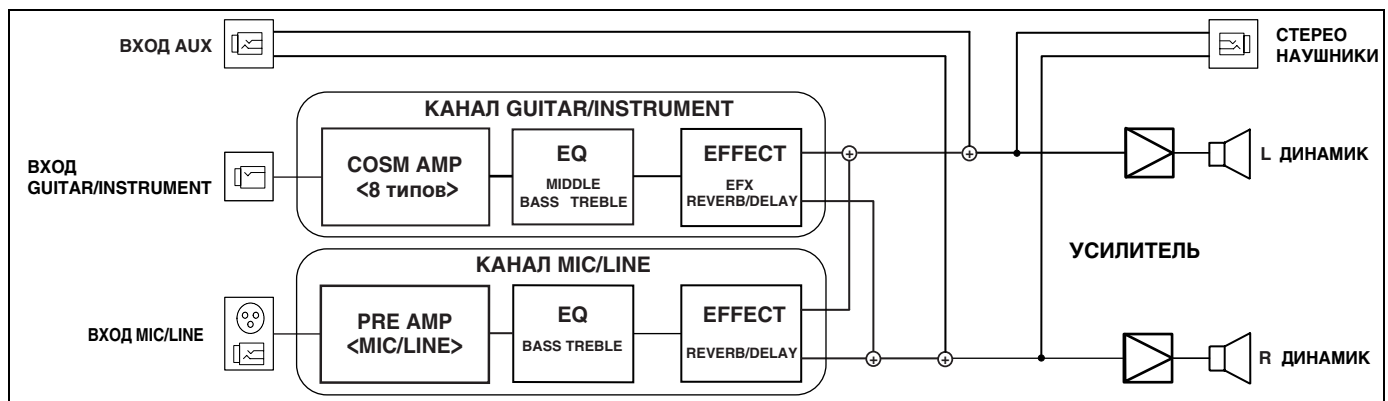 ВХОД AUX
СТЕРЕО
НАУШНИКИ
КАНАЛ GUITAR/INSTRUMENT
ВХОД
GUITAR/INSTRUMENT
COSM AMP
<8 типов>
EQ
MIDDLE
BASS TREBLE
EFFECT
EFX
REVERB/DELAY
L ДИНАМИК
УСИЛИТЕЛЬ
КАНАЛ MIC/LINE
ВХОД MIC/LINE
PRE AMP
<MIC/LINE>
EQ
BASS TREBLE
EFFECT
REVERB/DELAY
R ДИНАМИК